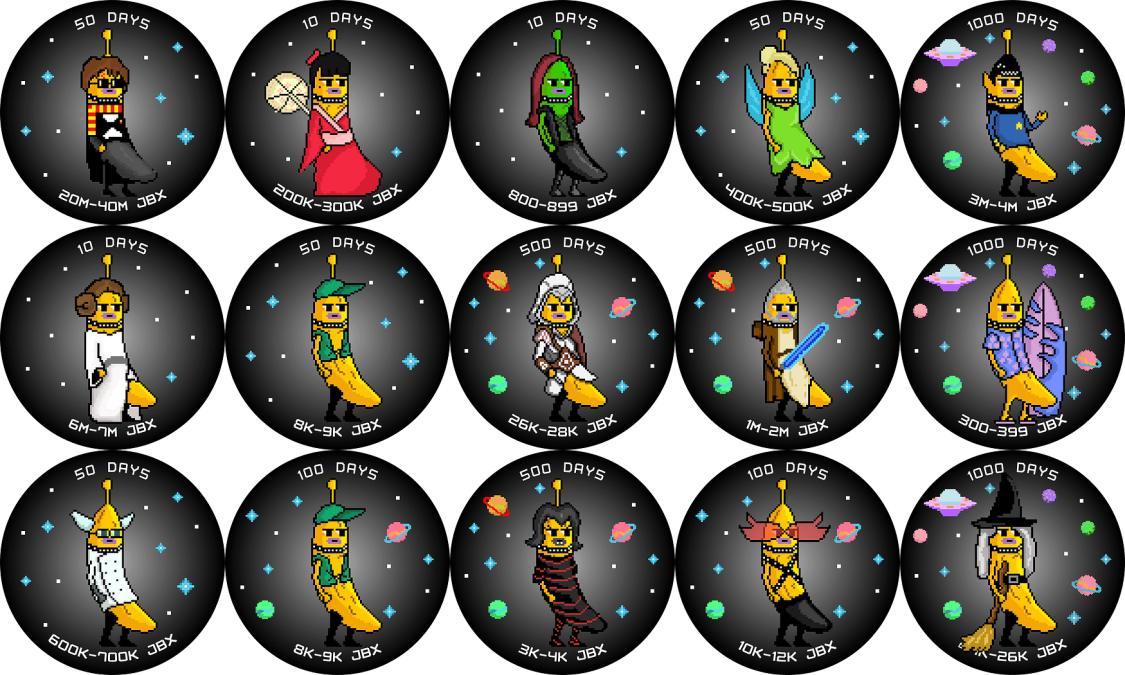 50 DAYS
20M-40M JBX
10 DAYS
200K-300K JBX
10 DAYS
800-899 JBX
50 DAYS
400K-500K JBX
1000 DAYS
3M-4M JBX
10 DAYS
6M-7M JBX
50 DAYS
8K-9K JBX
500 DAYS
26K-28K JBX
500 DAYS
1M-2M JBX
1000 DAYS
300-399 JBX
50 DAYS
600K-700K JBX
100 DAYS
8K-9K JBX
500 DAYS
3K-4K JBX
100 DAYS
10K-12K JBX
1000 DAYS
-26K JBX